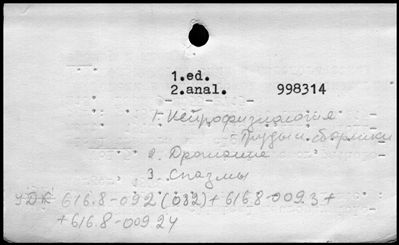 1.ed.
2.anal. 998314
1. Нейрофизиология
- Труды и сборники
2. Дрожание
3. Спазмы
УДК 616.8-092(082)+616.8-009.3+
+616.8-009.24